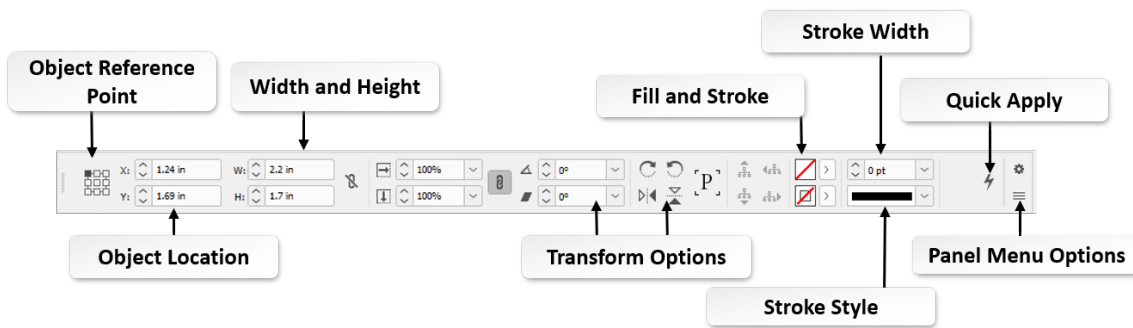 Stroke Width
Object Reference
Point
Width and Height
Fill and Stroke
Quick Apply
X: 1.24 in W: 2.2 in 100% 0° 0 pt
P
Y: 1.69 in H: 1.7 in 100% 0°
Object Location
Transform Options
Panel Menu Options
Stroke Style